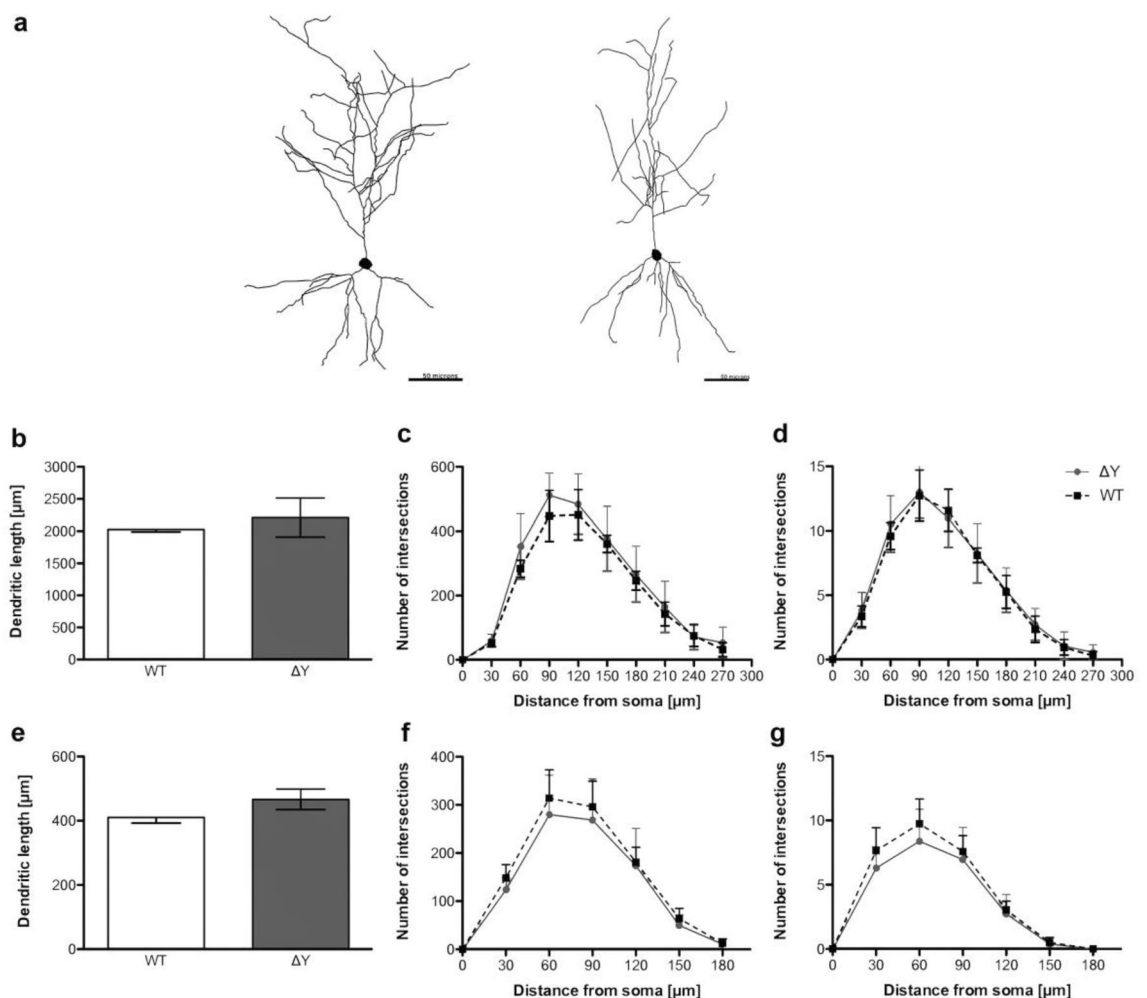 a
50 microns
50 microns
b
Dendritic length [µm]
3000
2500
2000
1500
1000
500
0
WT
ΔY
c
Number of intersections
600
400
200
0
0 30 60 90 120 150 180 210 240 270 300
Distance from soma [µm]
d
Number of intersections
15
10
5
0
0 30 60 90 120 150 180 210 240 270 300
Distance from soma [µm]
ΔY
WT
e
Dendritic length [µm]
600
400
200
0
WT
ΔY
f
Number of intersections
400
300
200
100
0
0 30 60 90 120 150 180
Distance from soma [µm]
g
Number of intersections
15
10
5
0
0 30 60 90 120 150 180
Distance from soma [µm]